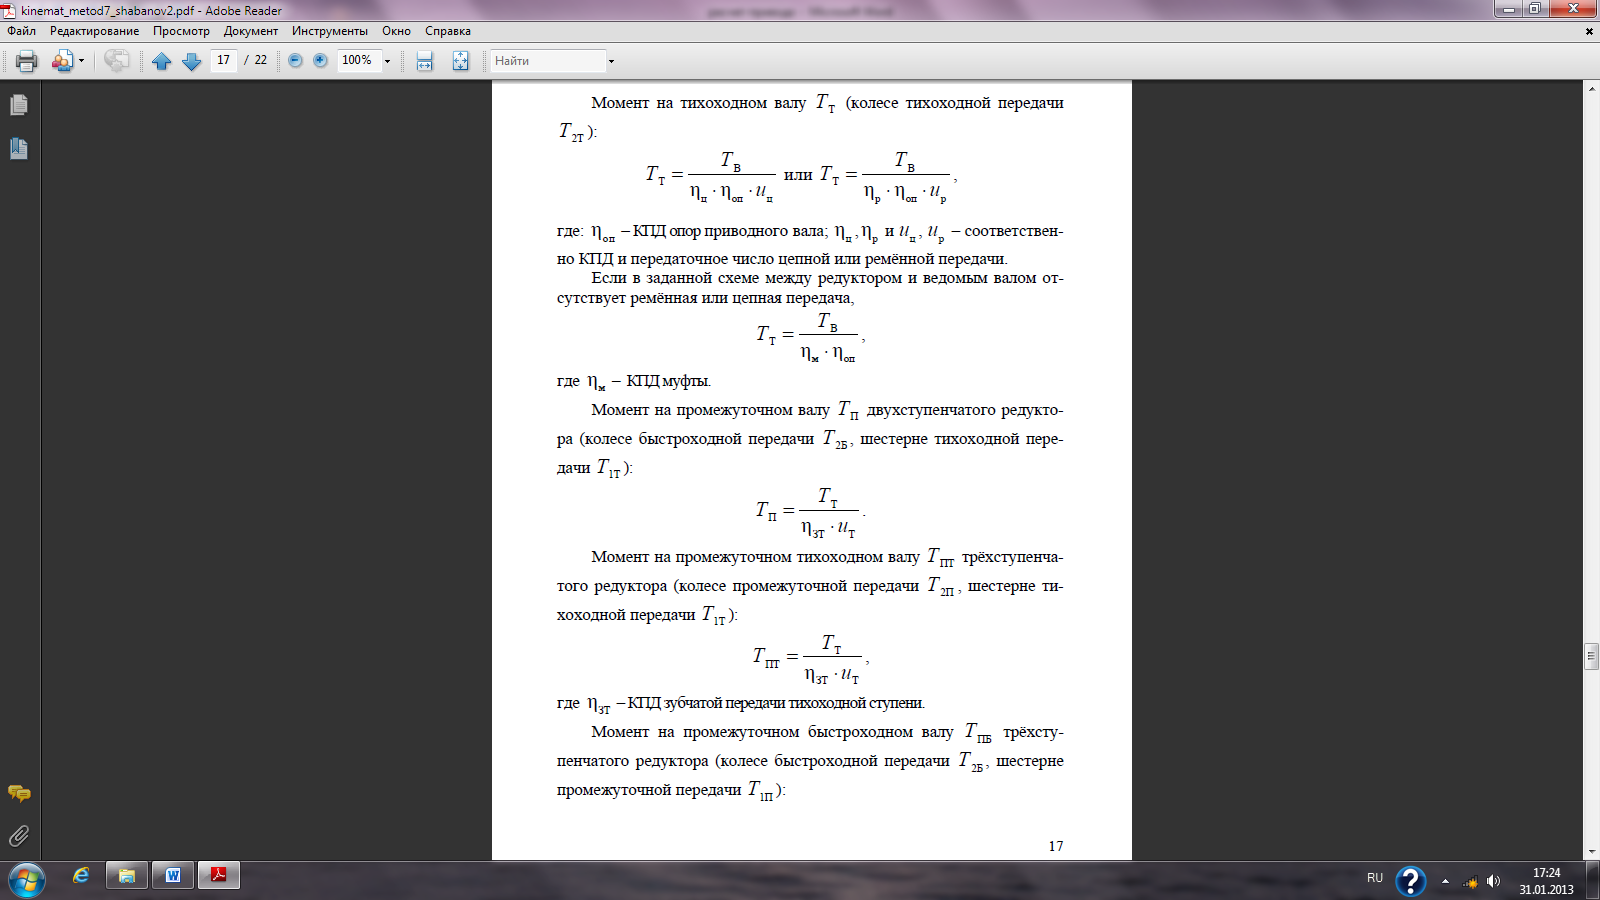 kinemat_metod7_shabanov2.pdf - Adobe Reader
Файл Редактирование Просмотр Документ Инструменты Окно Справка
17 / 22 100% Найти
Момент на тихоходном валу T_Т (колесе тихоходной передачи
T_2Т):
T_Т = T_В / (η_ц · η_оп · u_ц) или T_Т = T_В / (η_р · η_оп · u_р),
где: η_оп – КПД опор приводного вала; η_ц, η_р и u_ц, u_р – соответствен-
но КПД и передаточное число цепной или ремённой передачи.
Если в заданной схеме между редуктором и ведомым валом от-
сутствует ремённая или цепная передача,
T_Т = T_В / (η_м · η_оп),
где η_м – КПД муфты.
Момент на промежуточном валу T_П двухступенчатого редукто-
ра (колесе быстроходной передачи T_2Б, шестерне тихоходной пере-
дачи T_1Т):
T_П = T_Т / (η_ЗТ · u_Т).
Момент на промежуточном тихоходном валу T_ПТ трёхступенча-
того редуктора (колесе промежуточной передачи T_2П, шестерне ти-
хоходной передачи T_1Т):
T_ПТ = T_Т / (η_ЗТ · u_Т),
где η_ЗТ – КПД зубчатой передачи тихоходной ступени.
Момент на промежуточном быстроходном валу T_ПБ трёхсту-
пенчатого редуктора (колесе быстроходной передачи T_2Б, шестерне
промежуточной передачи T_1П):
17
RU
17:24
31.01.2013